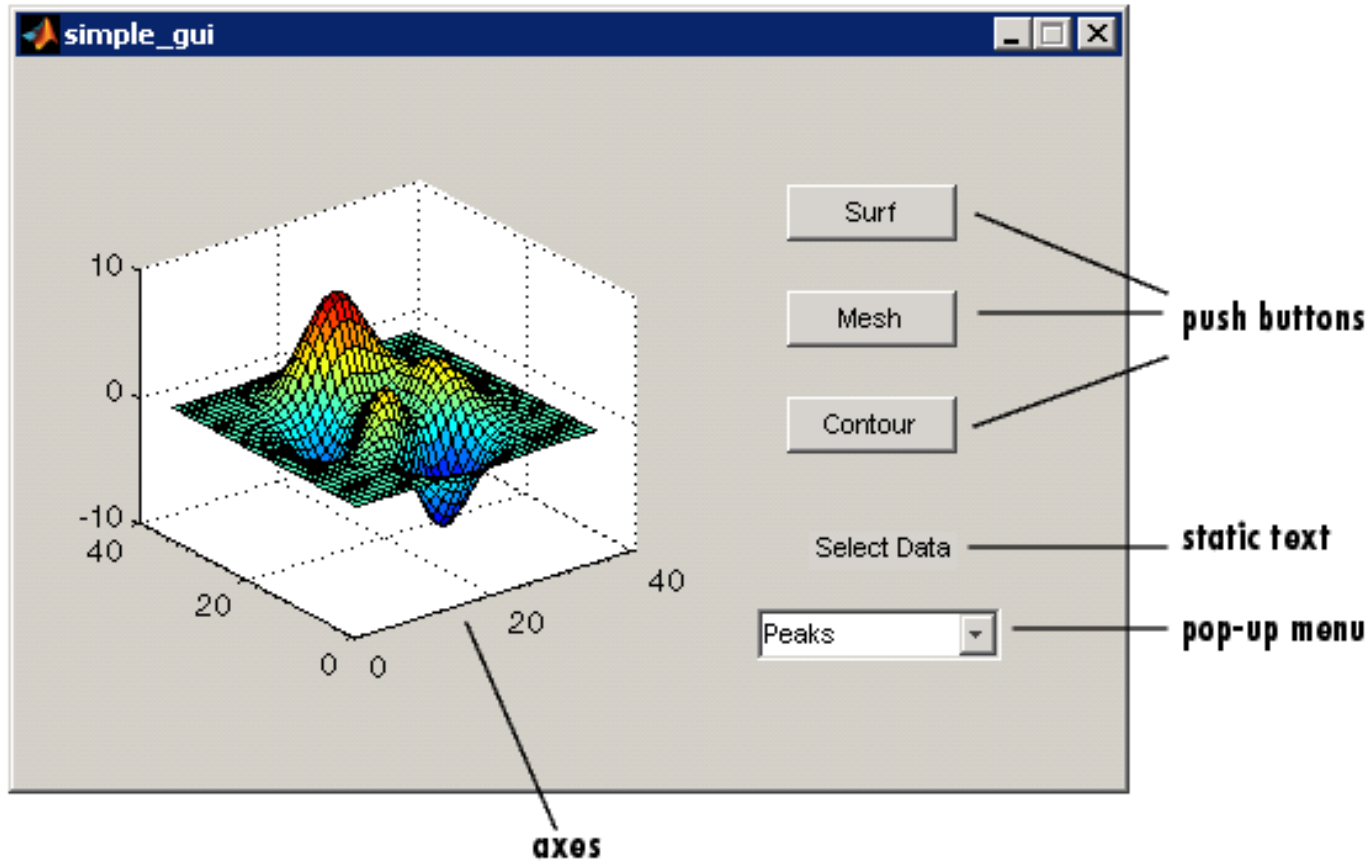 simple_gui
Surf
Mesh
push buttons
Contour
Select Data
static text
Peaks
pop-up menu
10
0
-10
40
20
0
0
20
40
axes